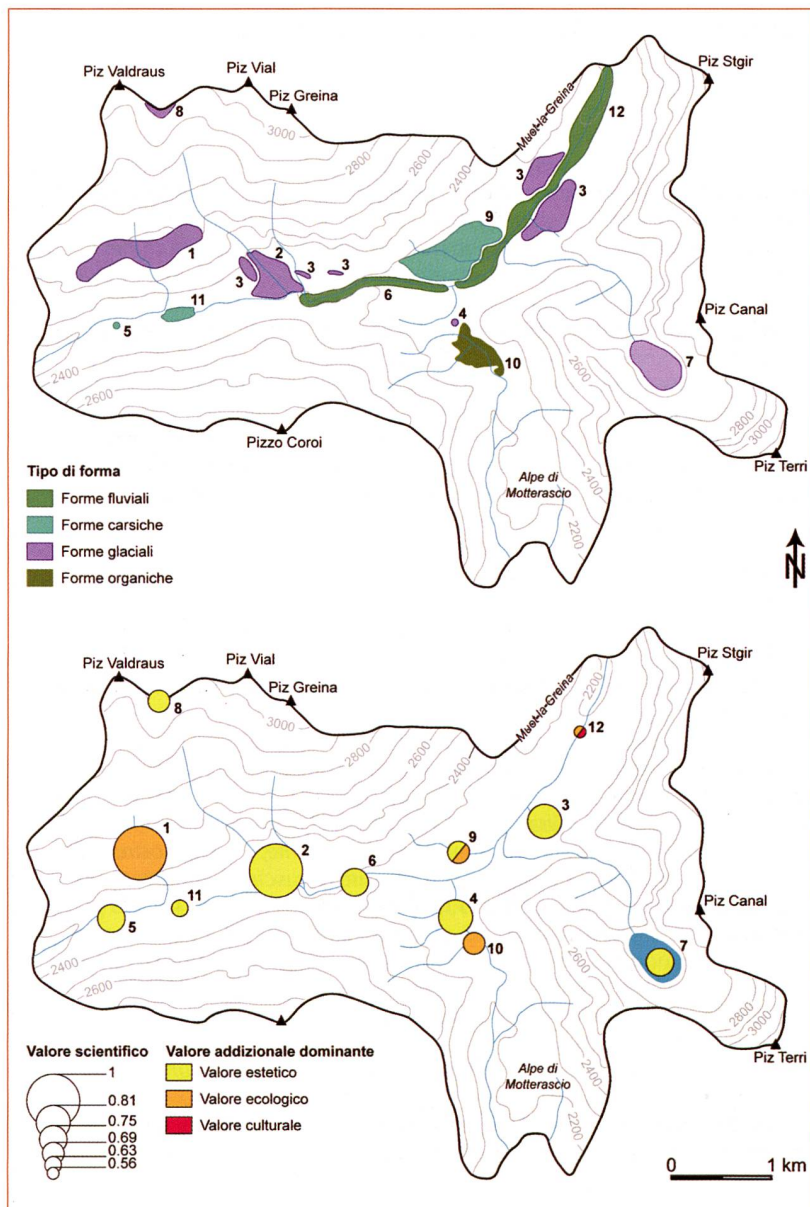 Piz Valdraus
Piz Vial
Piz Greina
Piz Stgir
Muot la Greina
8
3000
2800
2600
2400
12
3
3
9
1
2
3
3
3
6
11
5
4
10
7
Piz Canal
2400
2600
2600
2800
3000
Pizzo Coroi
Piz Terri
Alpe di
Motterascio
2400
2200
Tipo di forma
Forme fluviali
Forme carsiche
Forme glaciali
Forme organiche
N
Piz Valdraus
Piz Vial
Piz Greina
Piz Stgir
Muot la Greina
2200
8
3000
2800
2600
2400
12
1
2
3
9
6
11
5
4
10
7
Piz Canal
2400
2600
2600
2800
3000
Piz Terri
Alpe di
Motterascio
2400
2200
Valore scientifico
1
0.81
0.75
0.69
0.63
0.56
Valore addizionale dominante
Valore estetico
Valore ecologico
Valore culturale
0 1 km